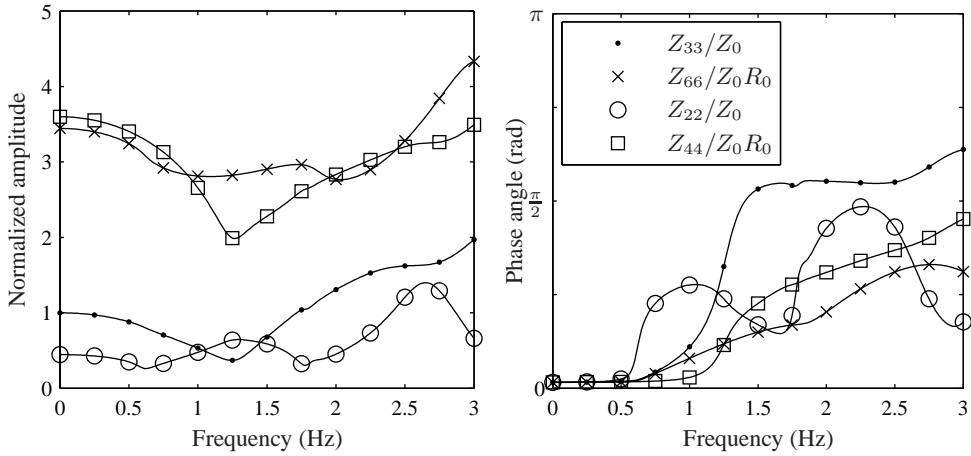 5
4
3
2
1
0
0 0.5 1 1.5 2 2.5 3
Frequency (Hz)
Normalized amplitude
π
π
2
0
0 0.5 1 1.5 2 2.5 3
Frequency (Hz)
Phase angle (rad)
Z₃₃/Z₀
Z₆₆/Z₀R₀
Z₂₂/Z₀
Z₄₄/Z₀R₀